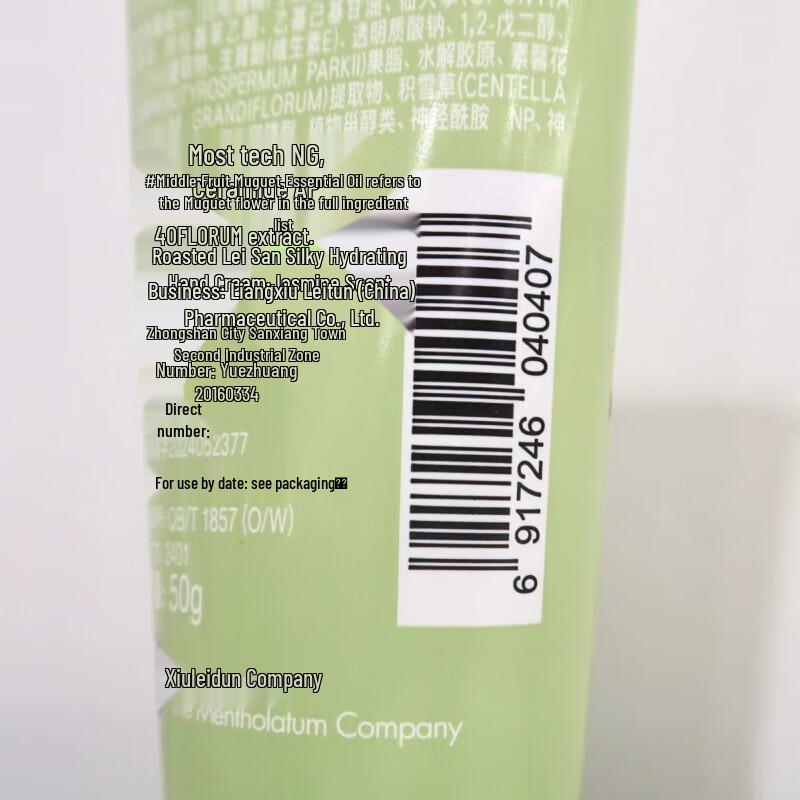 乙基己基甘油、仙人掌(OPUNTIA
苯乙醇、
生育酚(维生素E)、透明质酸钠、1,2-戊二醇、
TYROSPERMUM PARKII)果脂、水解胶原、素馨花
GRANDIFLORUM)提取物、积雪草(CENTELLA
植物甾醇类、神经酰胺 NP、神
Most tech NG,
Ceramide AP
#Middle Fruit Muguet Essential Oil refers to
the Muguet flower in the full ingredient
list
40FLORUM extract.
Roasted Lei San Silky Hydrating
Hand Cream-Jasmine Scent
Business: Liangxiu Leitun (China)
Pharmaceutical Co., Ltd.
Zhongshan City Sanxiang Town
Second Industrial Zone
Number: Yuezhuang
20160334
Direct
number:
2024052377
For use by date: see packaging
QB/T 1857 (O/W)
2401
50g
6 917246 040407
Xiuleidun Company
The Mentholatum Company